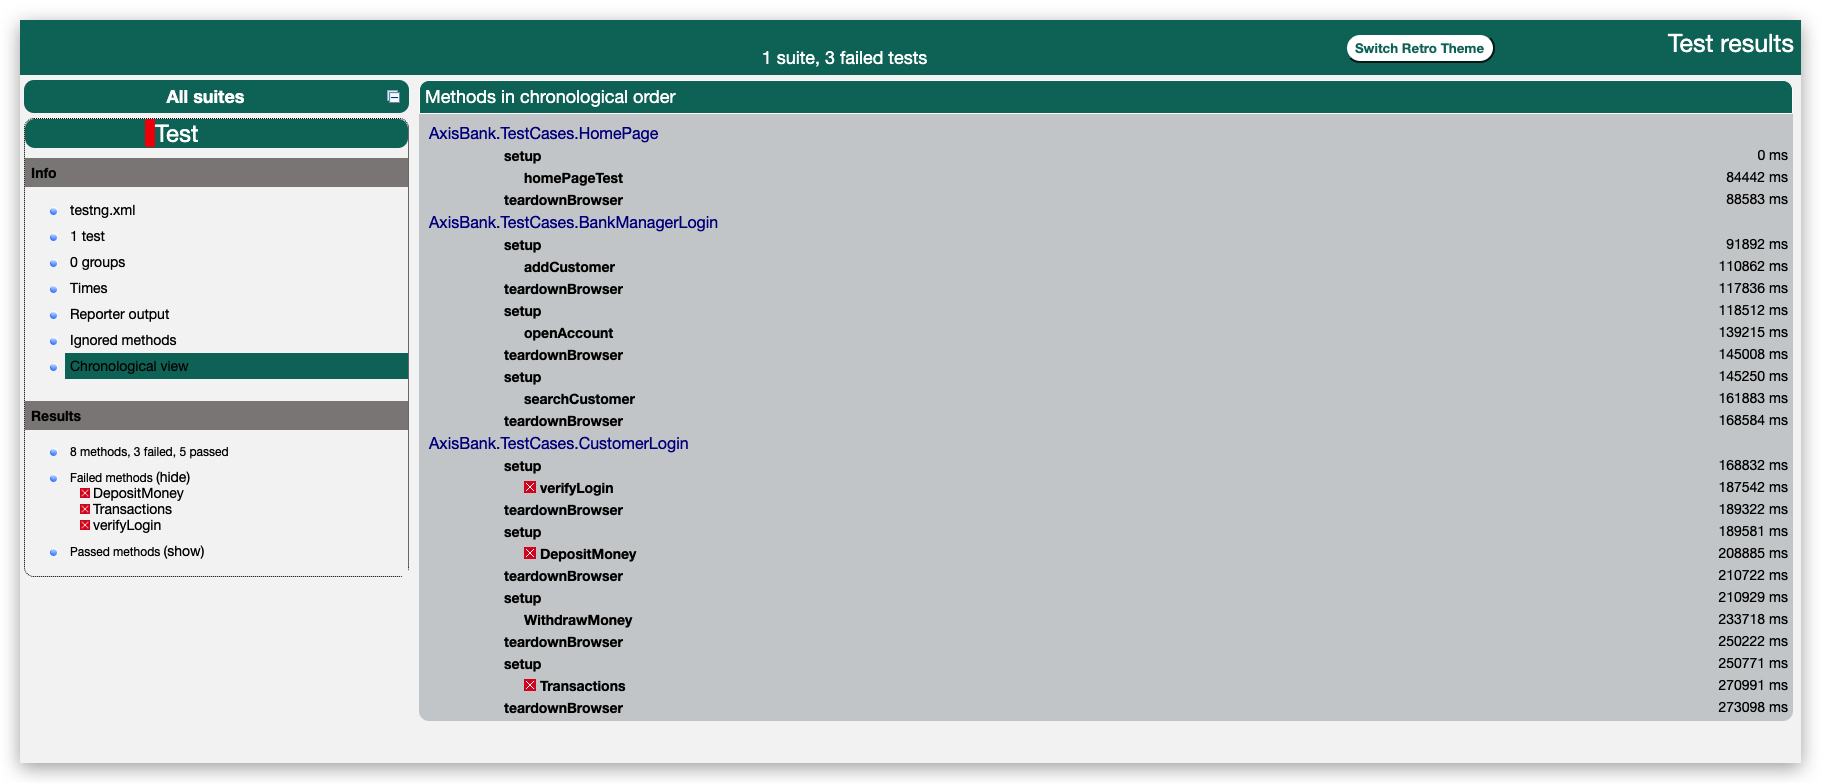 1 suite, 3 failed tests
Switch Retro Theme
Test results
All suites
Test
Info
testng.xml
1 test
0 groups
Times
Reporter output
Ignored methods
Chronological view
Results
8 methods, 3 failed, 5 passed
Failed methods (hide)
DepositMoney
Transactions
verifyLogin
Passed methods (show)
Methods in chronological order
AxisBank.TestCases.HomePage
setup 0 ms
homePageTest 84442 ms
teardownBrowser 88583 ms
AxisBank.TestCases.BankManagerLogin
setup 91892 ms
addCustomer 110862 ms
teardownBrowser 117836 ms
setup 118512 ms
openAccount 139215 ms
teardownBrowser 145008 ms
setup 145250 ms
searchCustomer 161883 ms
teardownBrowser 168584 ms
AxisBank.TestCases.CustomerLogin
setup 168832 ms
verifyLogin 187542 ms
teardownBrowser 189322 ms
setup 189581 ms
DepositMoney 208885 ms
teardownBrowser 210722 ms
setup 210929 ms
WithdrawMoney 233718 ms
teardownBrowser 250222 ms
setup 250771 ms
Transactions 270991 ms
teardownBrowser 273098 ms